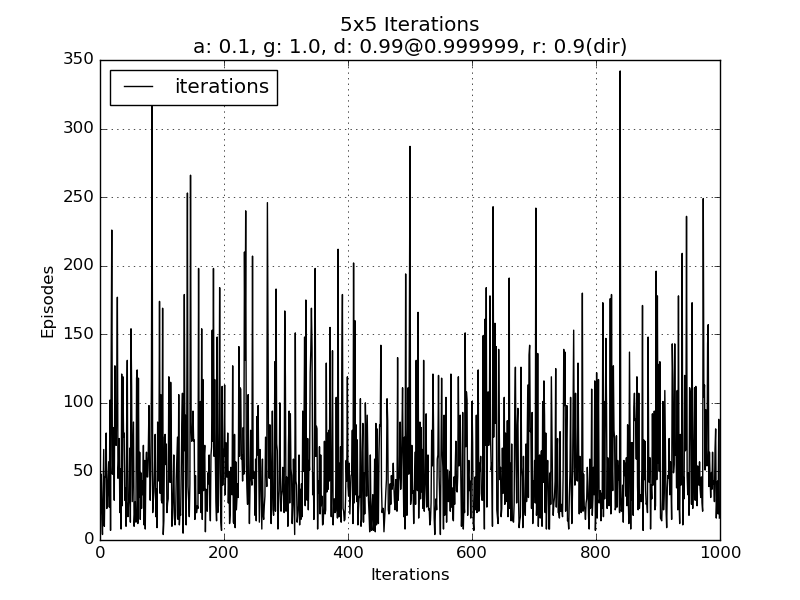 5x5 Iterations
a: 0.1, g: 1.0, d: 0.99@0.999999, r: 0.9(dir)
iterations
350
300
250
200
150
100
50
0
Episodes
0 200 400 600 800 1000
Iterations